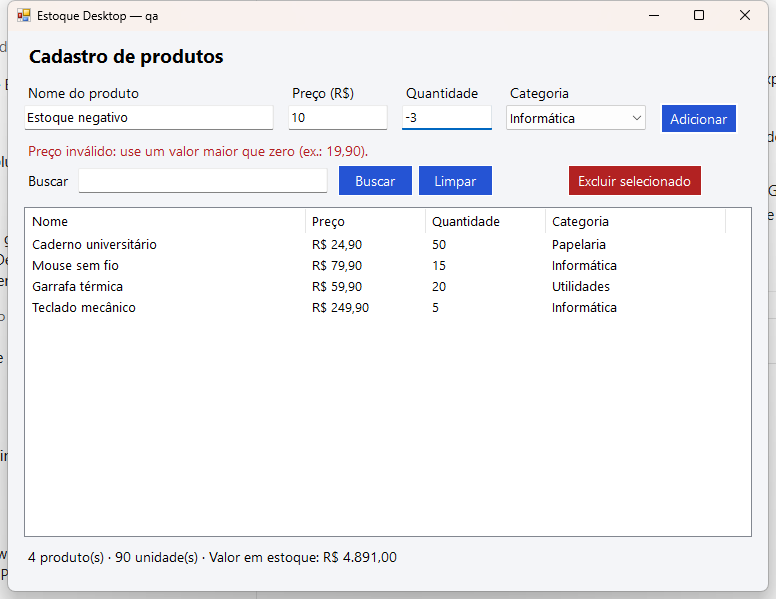 Estoque Desktop — qa
Cadastro de produtos
Nome do produto Preço (R$) Quantidade Categoria
Estoque negativo 10 -3 Informática Adicionar
Preço inválido: use um valor maior que zero (ex.: 19,90).
Buscar Buscar Limpar Excluir selecionado
Nome Preço Quantidade Categoria
Caderno universitário R$ 24,90 50 Papelaria
Mouse sem fio R$ 79,90 15 Informática
Garrafa térmica R$ 59,90 20 Utilidades
Teclado mecânico R$ 249,90 5 Informática
4 produto(s) · 90 unidade(s) · Valor em estoque: R$ 4.891,00